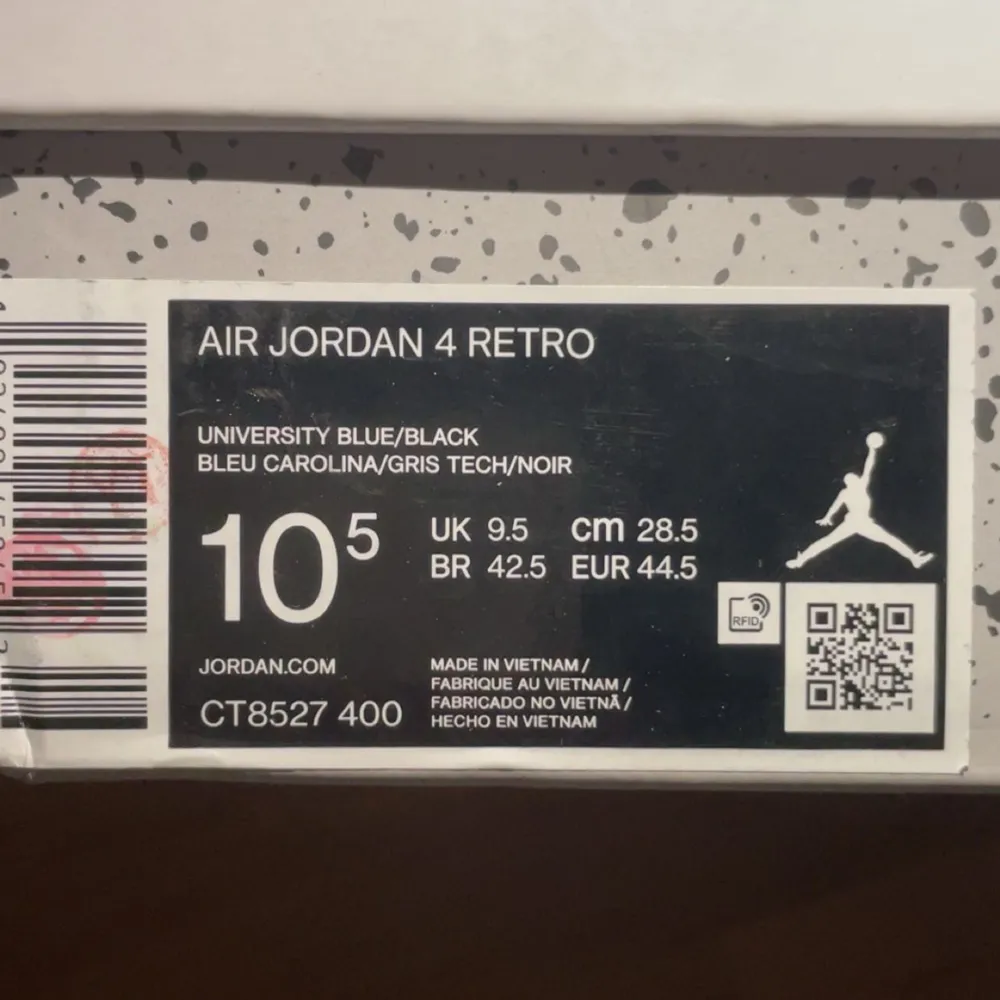 AIR JORDAN 4 RETRO
UNIVERSITY BLUE/BLACK
BLEU CAROLINA/GRIS TECH/NOIR
10⁵
UK 9.5 cm 28.5
BR 42.5 EUR 44.5
RFID
JORDAN.COM
CT8527 400
MADE IN VIETNAM /
FABRIQUE AU VIETNAM /
FABRICADO NO VIETNÃ /
HECHO EN VIETNAM